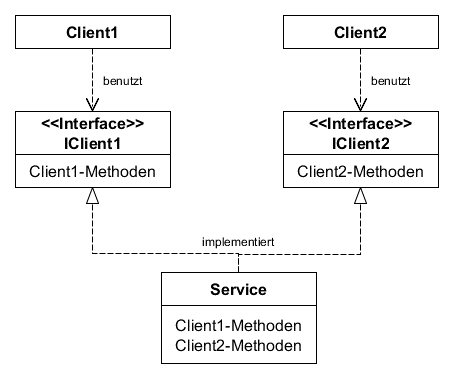 Client1
Client2
benutzt
benutzt
<<Interface>>
IClient1
Client1-Methoden
<<Interface>>
IClient2
Client2-Methoden
implementiert
Service
Client1-Methoden
Client2-Methoden